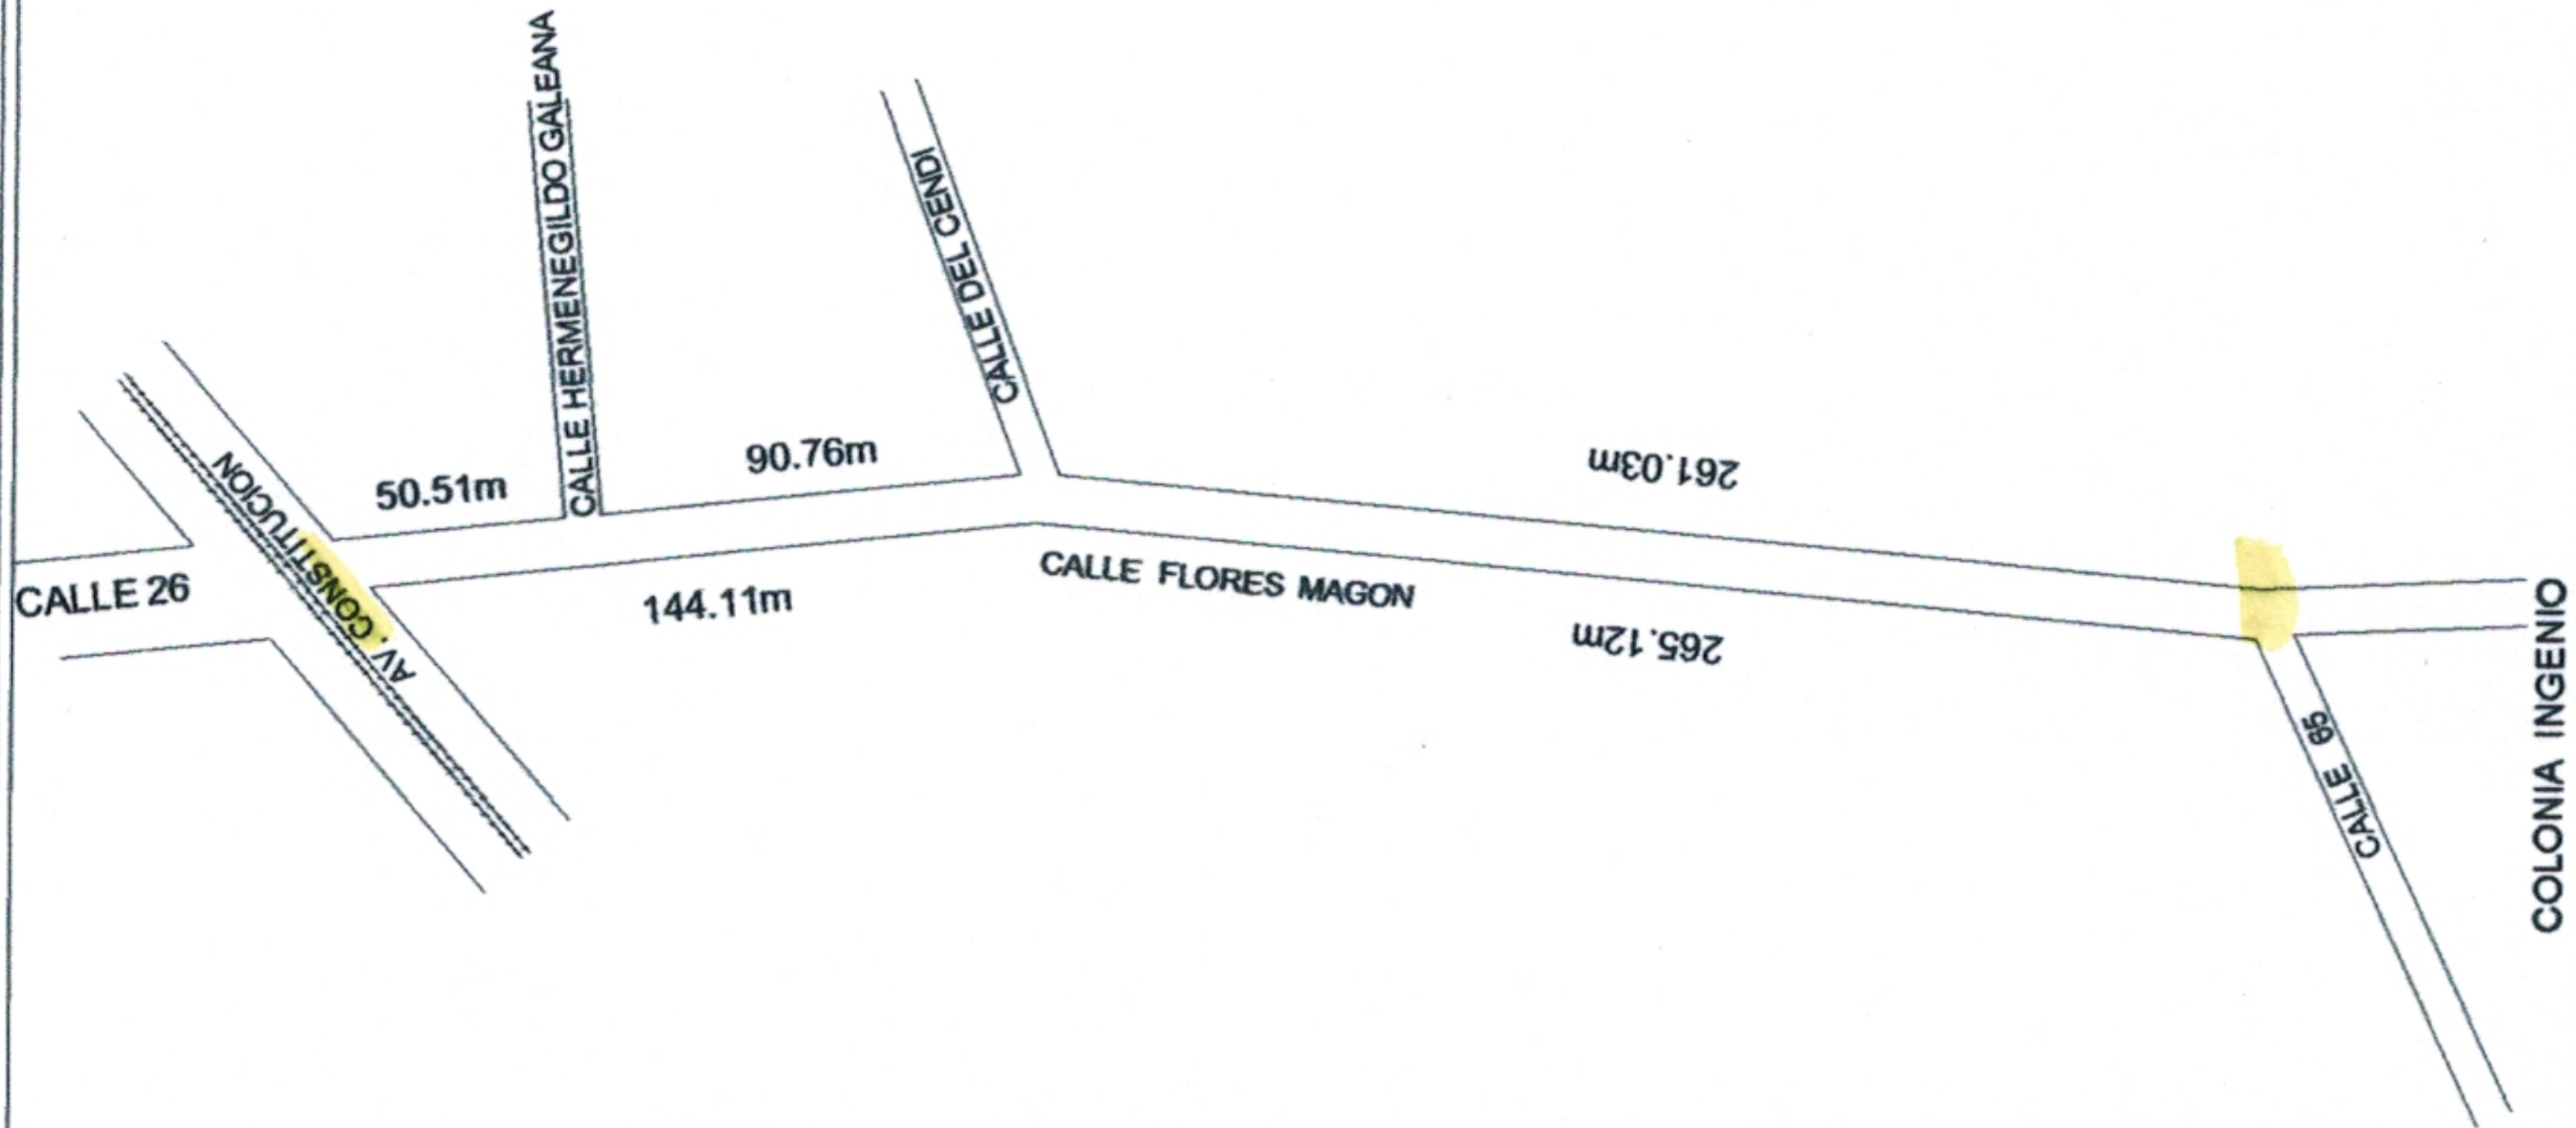 CALLE HERMENEGILDO GALEANA
CALLE DEL CENDI
AV. CONSTITUCION
50.51m
90.76m
261.03m
CALLE 26
144.11m
CALLE FLORES MAGON
265.12m
CALLE 65
COLONIA INGENIO